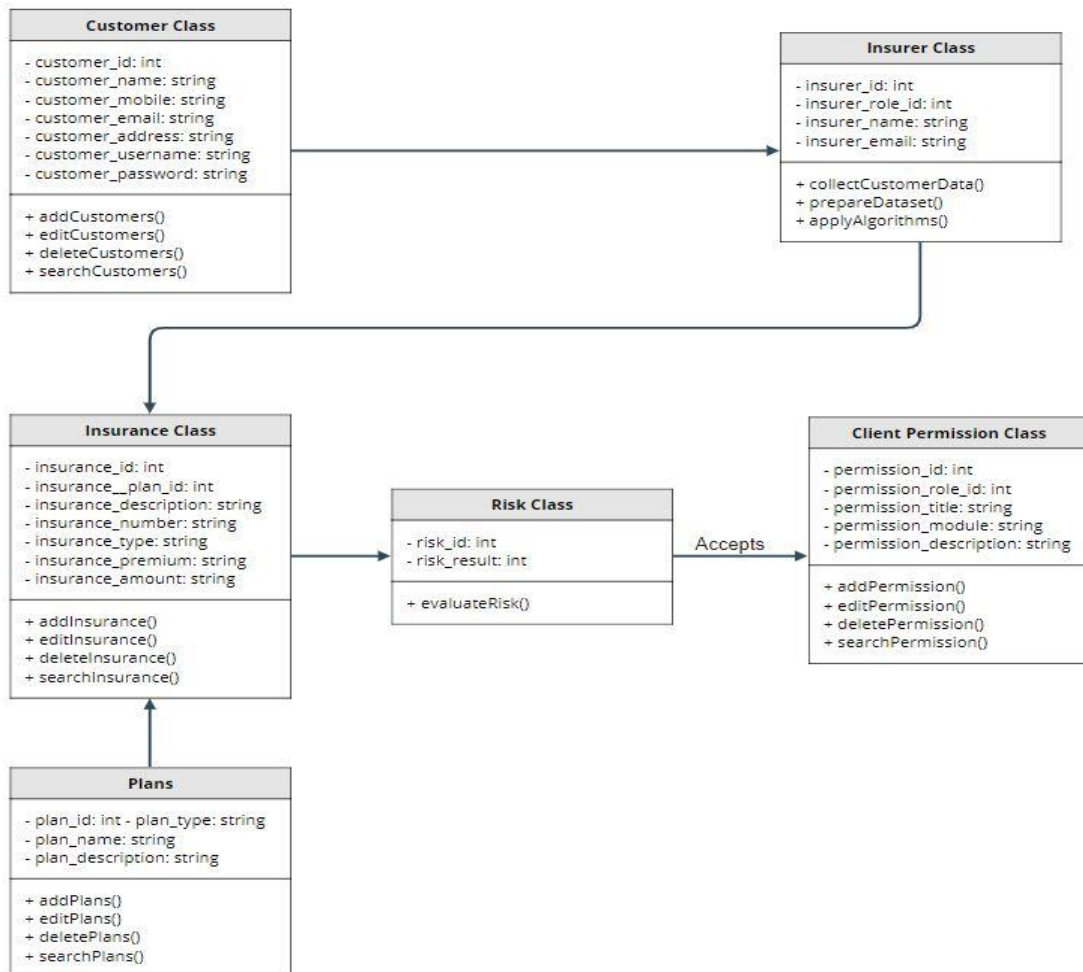 Customer Class
- customer_id: int
- customer_name: string
- customer_mobile: string
- customer_email: string
- customer_address: string
- customer_username: string
- customer_password: string
+ addCustomers()
+ editCustomers()
+ deleteCustomers()
+ searchCustomers()
Insurer Class
- insurer_id: int
- insurer_role_id: int
- insurer_name: string
- insurer_email: string
+ collectCustomerData()
+ prepareDataset()
+ applyAlgorithms()
Insurance Class
- insurance_id: int
- insurance__plan_id: int
- insurance_description: string
- insurance_number: string
- insurance_type: string
- insurance_premium: string
- insurance_amount: string
+ addInsurance()
+ editInsurance()
+ deleteInsurance()
+ searchInsurance()
Risk Class
- risk_id: int
- risk_result: int
+ evaluateRisk()
Accepts
Client Permission Class
- permission_id: int
- permission_role_id: int
- permission_title: string
- permission_module: string
- permission_description: string
+ addPermission()
+ editPermission()
+ deletePermission()
+ searchPermission()
Plans
- plan_id: int - plan_type: string
- plan_name: string
- plan_description: string
+ addPlans()
+ editPlans()
+ deletePlans()
+ searchPlans()